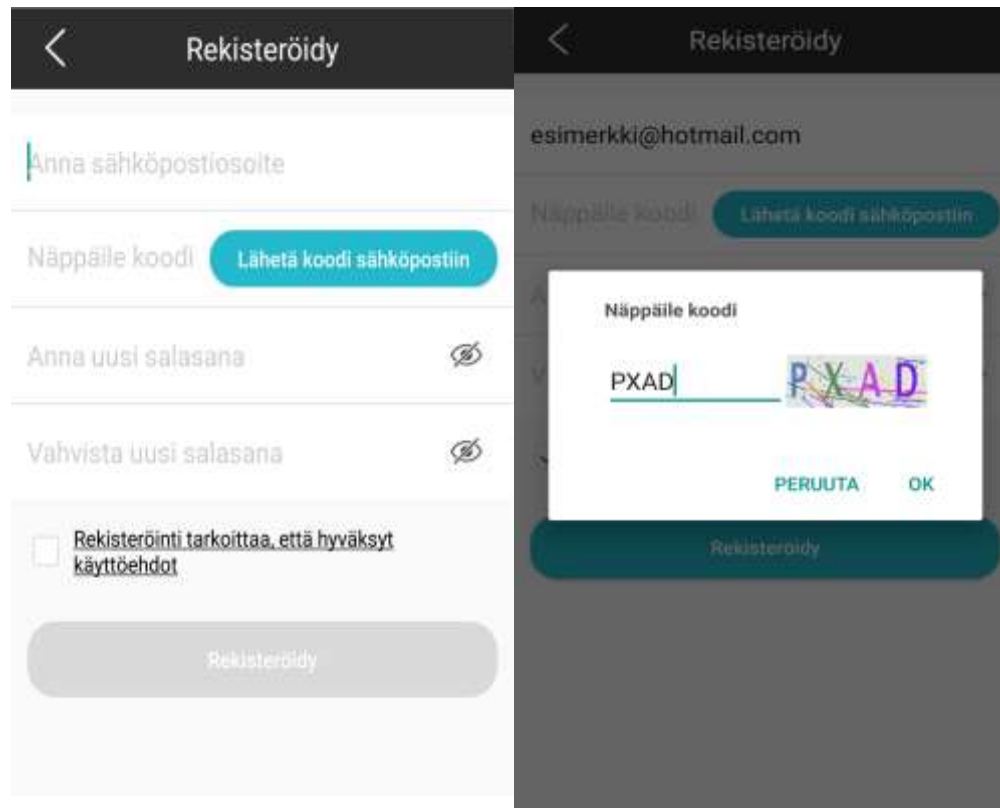 Rekisteröidy
Anna sähköpostiosoite
Näppäile koodi
Lähetä koodi sähköpostiin
Anna uusi salasana
Vahvista uusi salasana
Rekisteröinti tarkoittaa, että hyväksyt
käyttöehdot
Rekisteröidy
Rekisteröidy
esimerkki@hotmail.com
Näppäile koodi
Lähetä koodi sähköpostiin
A
V
Näppäile koodi
PXAD
PXAD
PERUUTA OK
Rekisteröidy